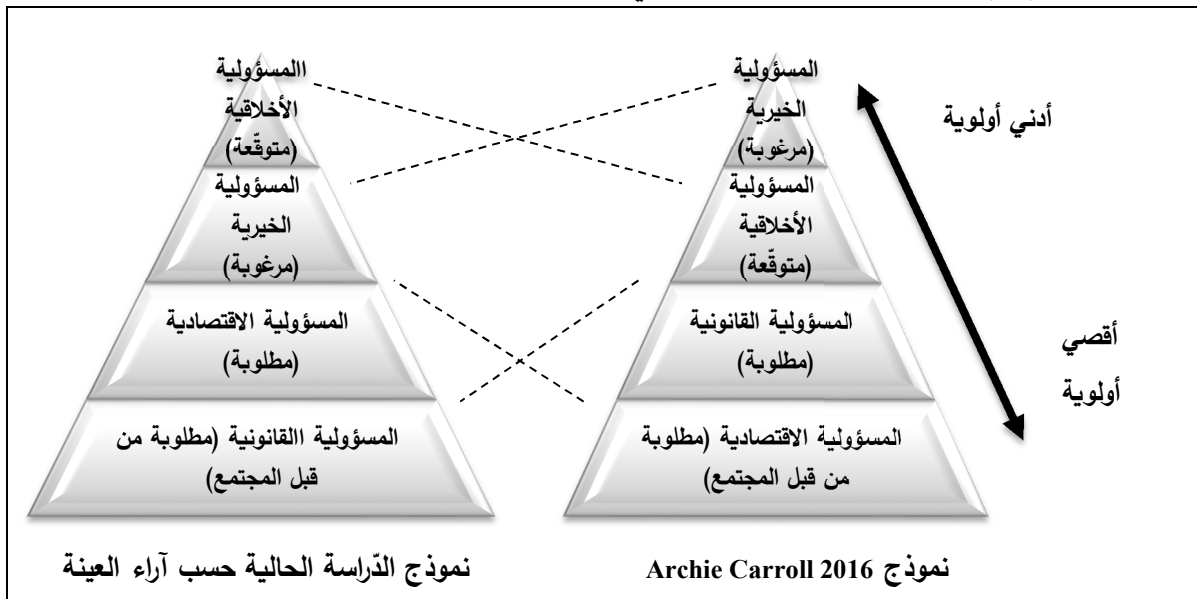 المسؤولية
الخيرية
(مرغوبة)
المسؤولية
الأخلاقية
(متوقّعة)
المسؤولية القانونية
(مطلوبة)
المسؤولية الاقتصادية (مطلوبة
من قبل المجتمع)
نموذج Archie Carroll 2016
أدني أولوية
أقصي
أولوية
االمسؤولية
الأخلاقية
(متوقّعة)
المسؤولية
الخيرية
(مرغوبة)
المسؤولية الاقتصادية
(مطلوبة)
المسؤولية االقانونية (مطلوبة من
قبل المجتمع)
نموذج الدّراسة الحالية حسب آراء العينة